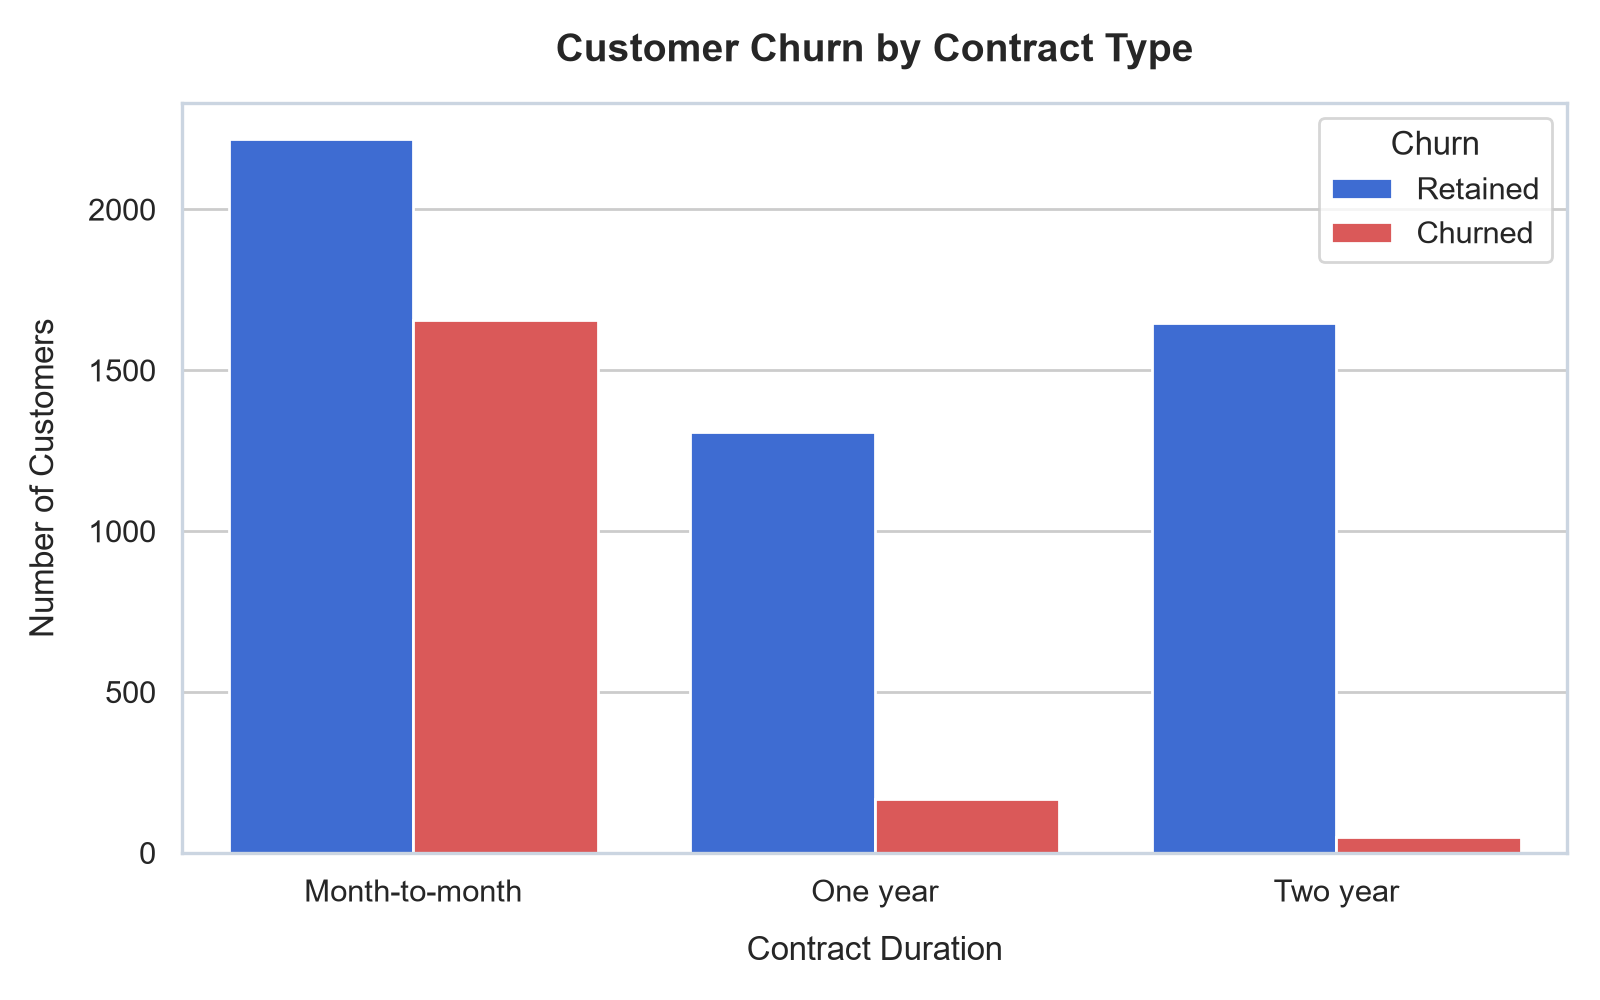 Customer Churn by Contract Type
Churn
Retained
Churned
Number of Customers
2000
1500
1000
500
0
Month-to-month
One year
Two year
Contract Duration